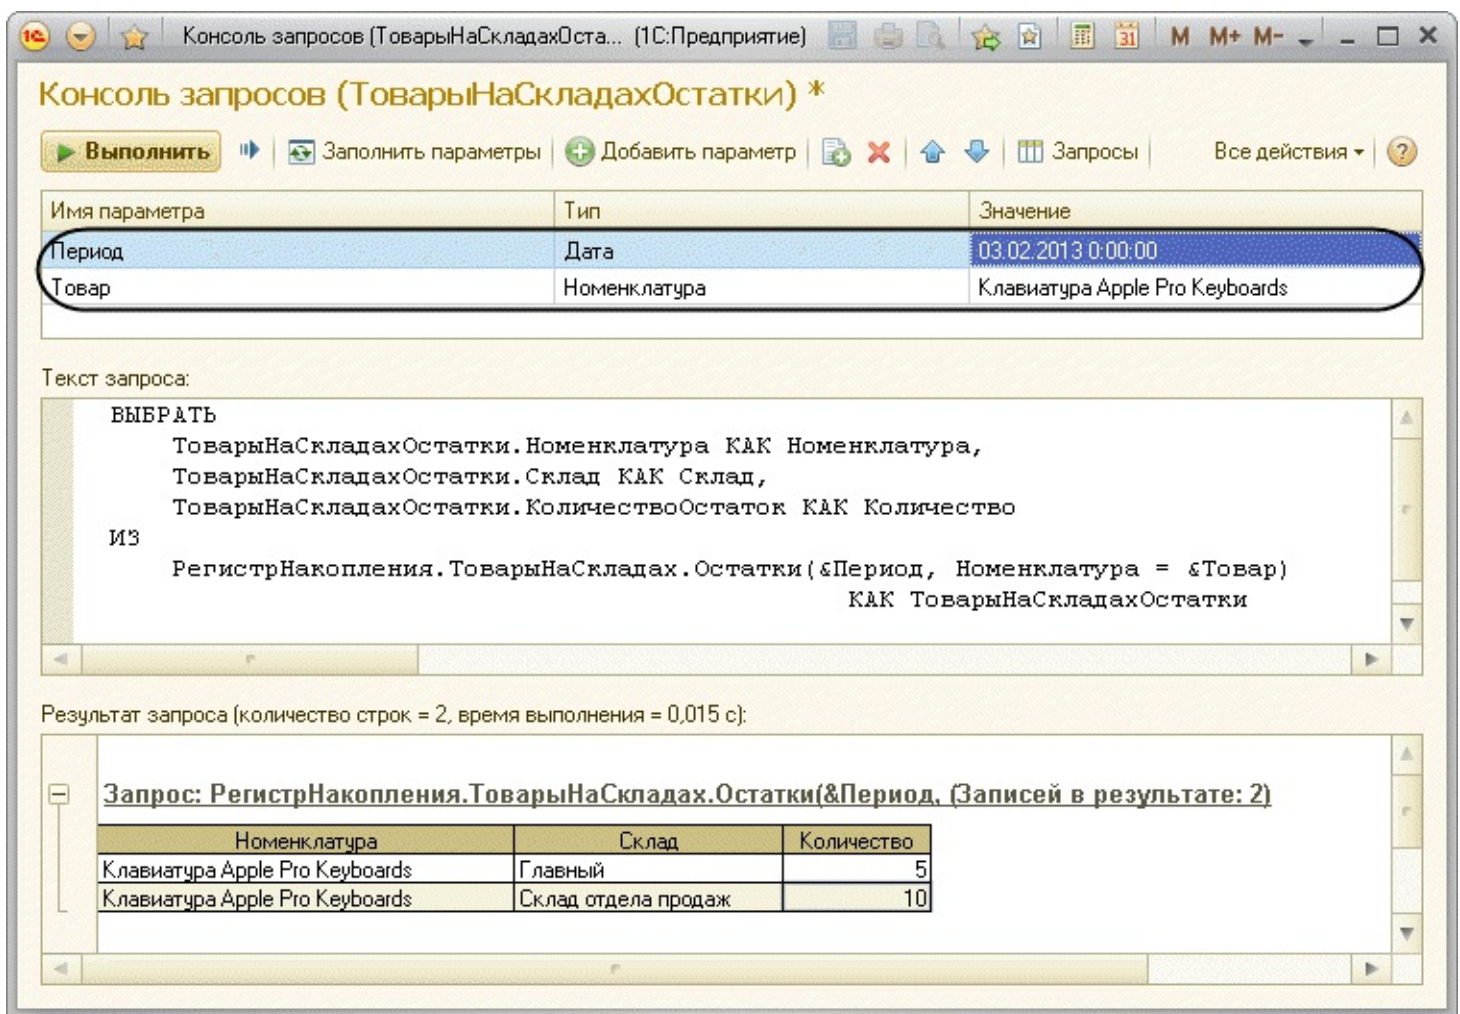 1С Консоль запросов (ТоварыНаСкладахОста... (1С:Предприятие) 31 M M+ M-
Консоль запросов (ТоварыНаСкладахОстатки) *
Выполнить Заполнить параметры Добавить параметр Запросы Все действия ?
Имя параметра Тип Значение
Период Дата 03.02.2013 0:00:00
Товар Номенклатура Клавиатура Apple Pro Keyboards
Текст запроса:
ВЫБРАТЬ
ТоварыНаСкладахОстатки.Номенклатура КАК Номенклатура,
ТоварыНаСкладахОстатки.Склад КАК Склад,
ТоварыНаСкладахОстатки.КоличествоОстаток КАК Количество
ИЗ
РегистрНакопления.ТоварыНаСкладах.Остатки(&Период, Номенклатура = &Товар)
КАК ТоварыНаСкладахОстатки
Результат запроса (количество строк = 2, время выполнения = 0,015 с):
Запрос: РегистрНакопления.ТоварыНаСкладах.Остатки(&Период, (Записей в результате: 2)
Номенклатура Склад Количество
Клавиатура Apple Pro Keyboards Главный 5
Клавиатура Apple Pro Keyboards Склад отдела продаж 10